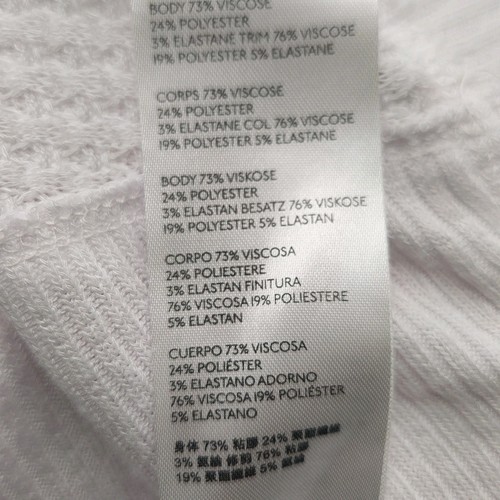 BODY 73% VISCOSE
24% POLYESTER
3% ELASTANE TRIM 76% VISCOSE
19% POLYESTER 5% ELASTANE
CORPS 73% VISCOSE
24% POLYESTER
3% ELASTANE COL 76% VISCOSE
19% POLYESTER 5% ELASTANE
BODY 73% VISKOSE
24% POLYESTER
3% ELASTAN BESATZ 76% VISKOSE
19% POLYESTER 5% ELASTAN
CORPO 73% VISCOSA
24% POLIESTERE
3% ELASTAN FINITURA
76% VISCOSA 19% POLIESTERE
5% ELASTAN
CUERPO 73% VISCOSA
24% POLIÉSTER
3% ELASTANO ADORNO
76% VISCOSA 19% POLIÉSTER
5% ELASTANO
身体 73% 粘膠 24%
3% 76% 粘膠
19% 5%